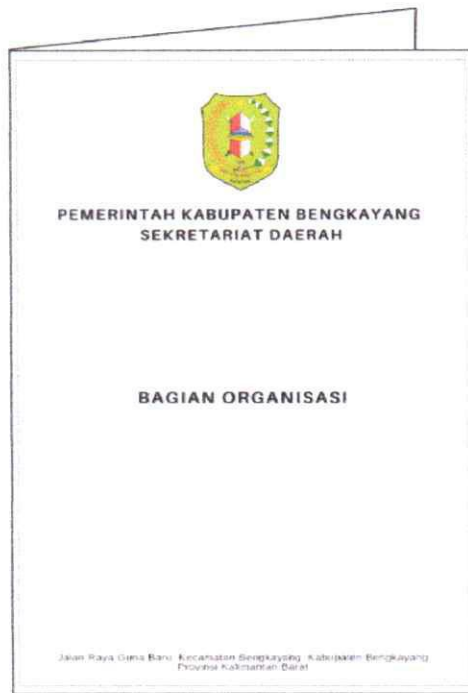 PEMERINTAH KABUPATEN BENGKAYANG
SEKRETARIAT DAERAH
BAGIAN ORGANISASI
Jalan Raya Guna Baru Kecamatan Bengkayang Kabupaten Bengkayang
Provinsi Kalimantan Barat